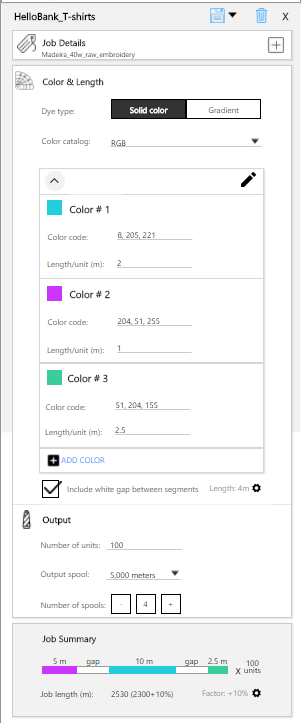 HelloBank_T-shirts X
Job Details
Madeira_40w_raw_embroidery
Color & Length
Dye type: Solid color Gradient
Color catalog: RGB
Color # 1
Color code: 8, 205, 221
Length/unit (m): 2
Color # 2
Color code: 204, 51, 255
Length/unit (m): 1
Color # 3
Color code: 51, 204, 155
Length/unit (m): 2.5
ADD COLOR
Include white gap between segments Length: 4m
Output
Number of units: 100
Output spool: 5,000 meters
Number of spools: - 4 +
Job Summary
5 m gap 10 m gap 2.5 m X 100 units
Job length (m): 2530 (2300+10%) Factor: +10%